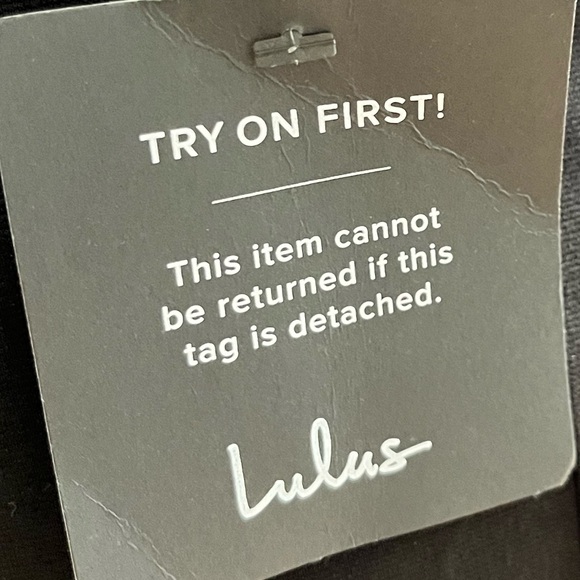 TRY ON FIRST!
This item cannot
be returned if this
tag is detached.
Lulus